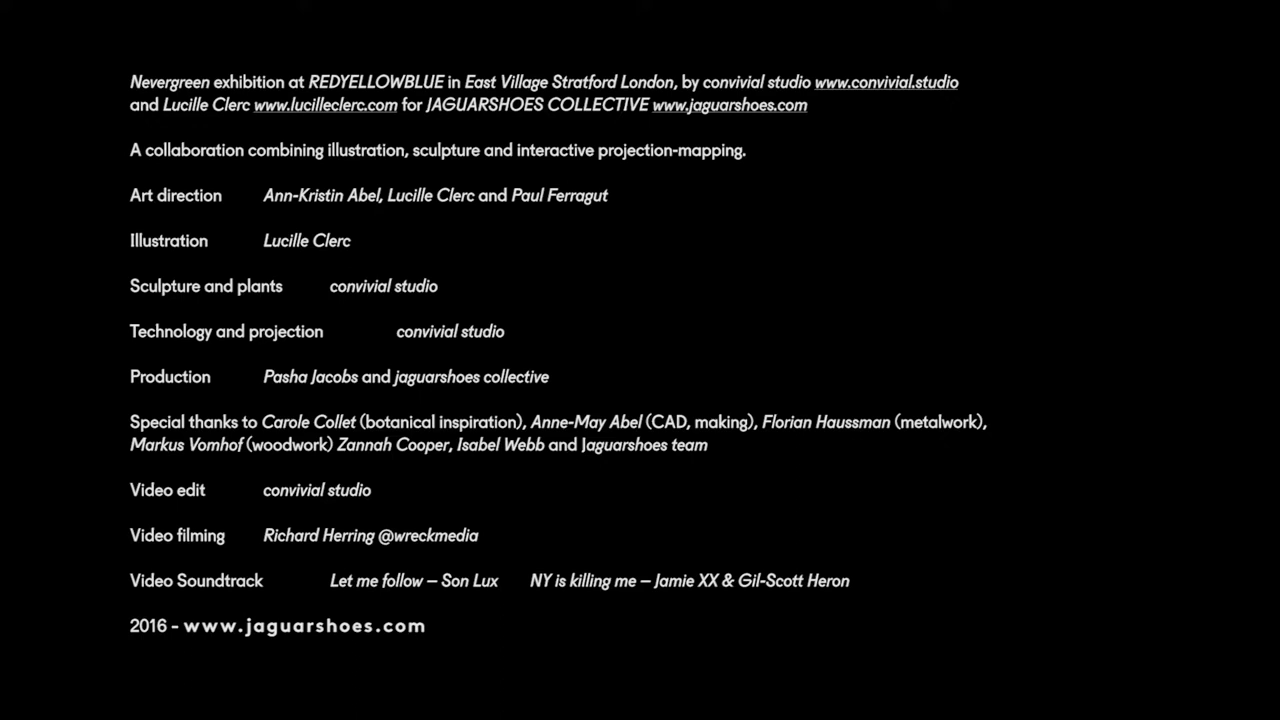 Nevergreen exhibition at REDYELLOWBLUE in East Village Stratford London, by convivial studio www.convivial.studio
and Lucille Clerc www.lucilleclerc.com for JAGUARSHOES COLLECTIVE www.jaguarshoes.com
A collaboration combining illustration, sculpture and interactive projection-mapping.
Art direction Ann-Kristin Abel, Lucille Clerc and Paul Ferragut
Illustration Lucille Clerc
Sculpture and plants convivial studio
Technology and projection convivial studio
Production Pasha Jacobs and jaguarshoes collective
Special thanks to Carole Collet (botanical inspiration), Anne-May Abel (CAD, making), Florian Haussman (metalwork),
Markus Vomhof (woodwork) Zannah Cooper, Isabel Webb and Jaguarshoes team
Video edit convivial studio
Video filming Richard Herring @wreckmedia
Video Soundtrack Let me follow – Son Lux NY is killing me – Jamie XX & Gil-Scott Heron
2016 - www.jaguarshoes.com